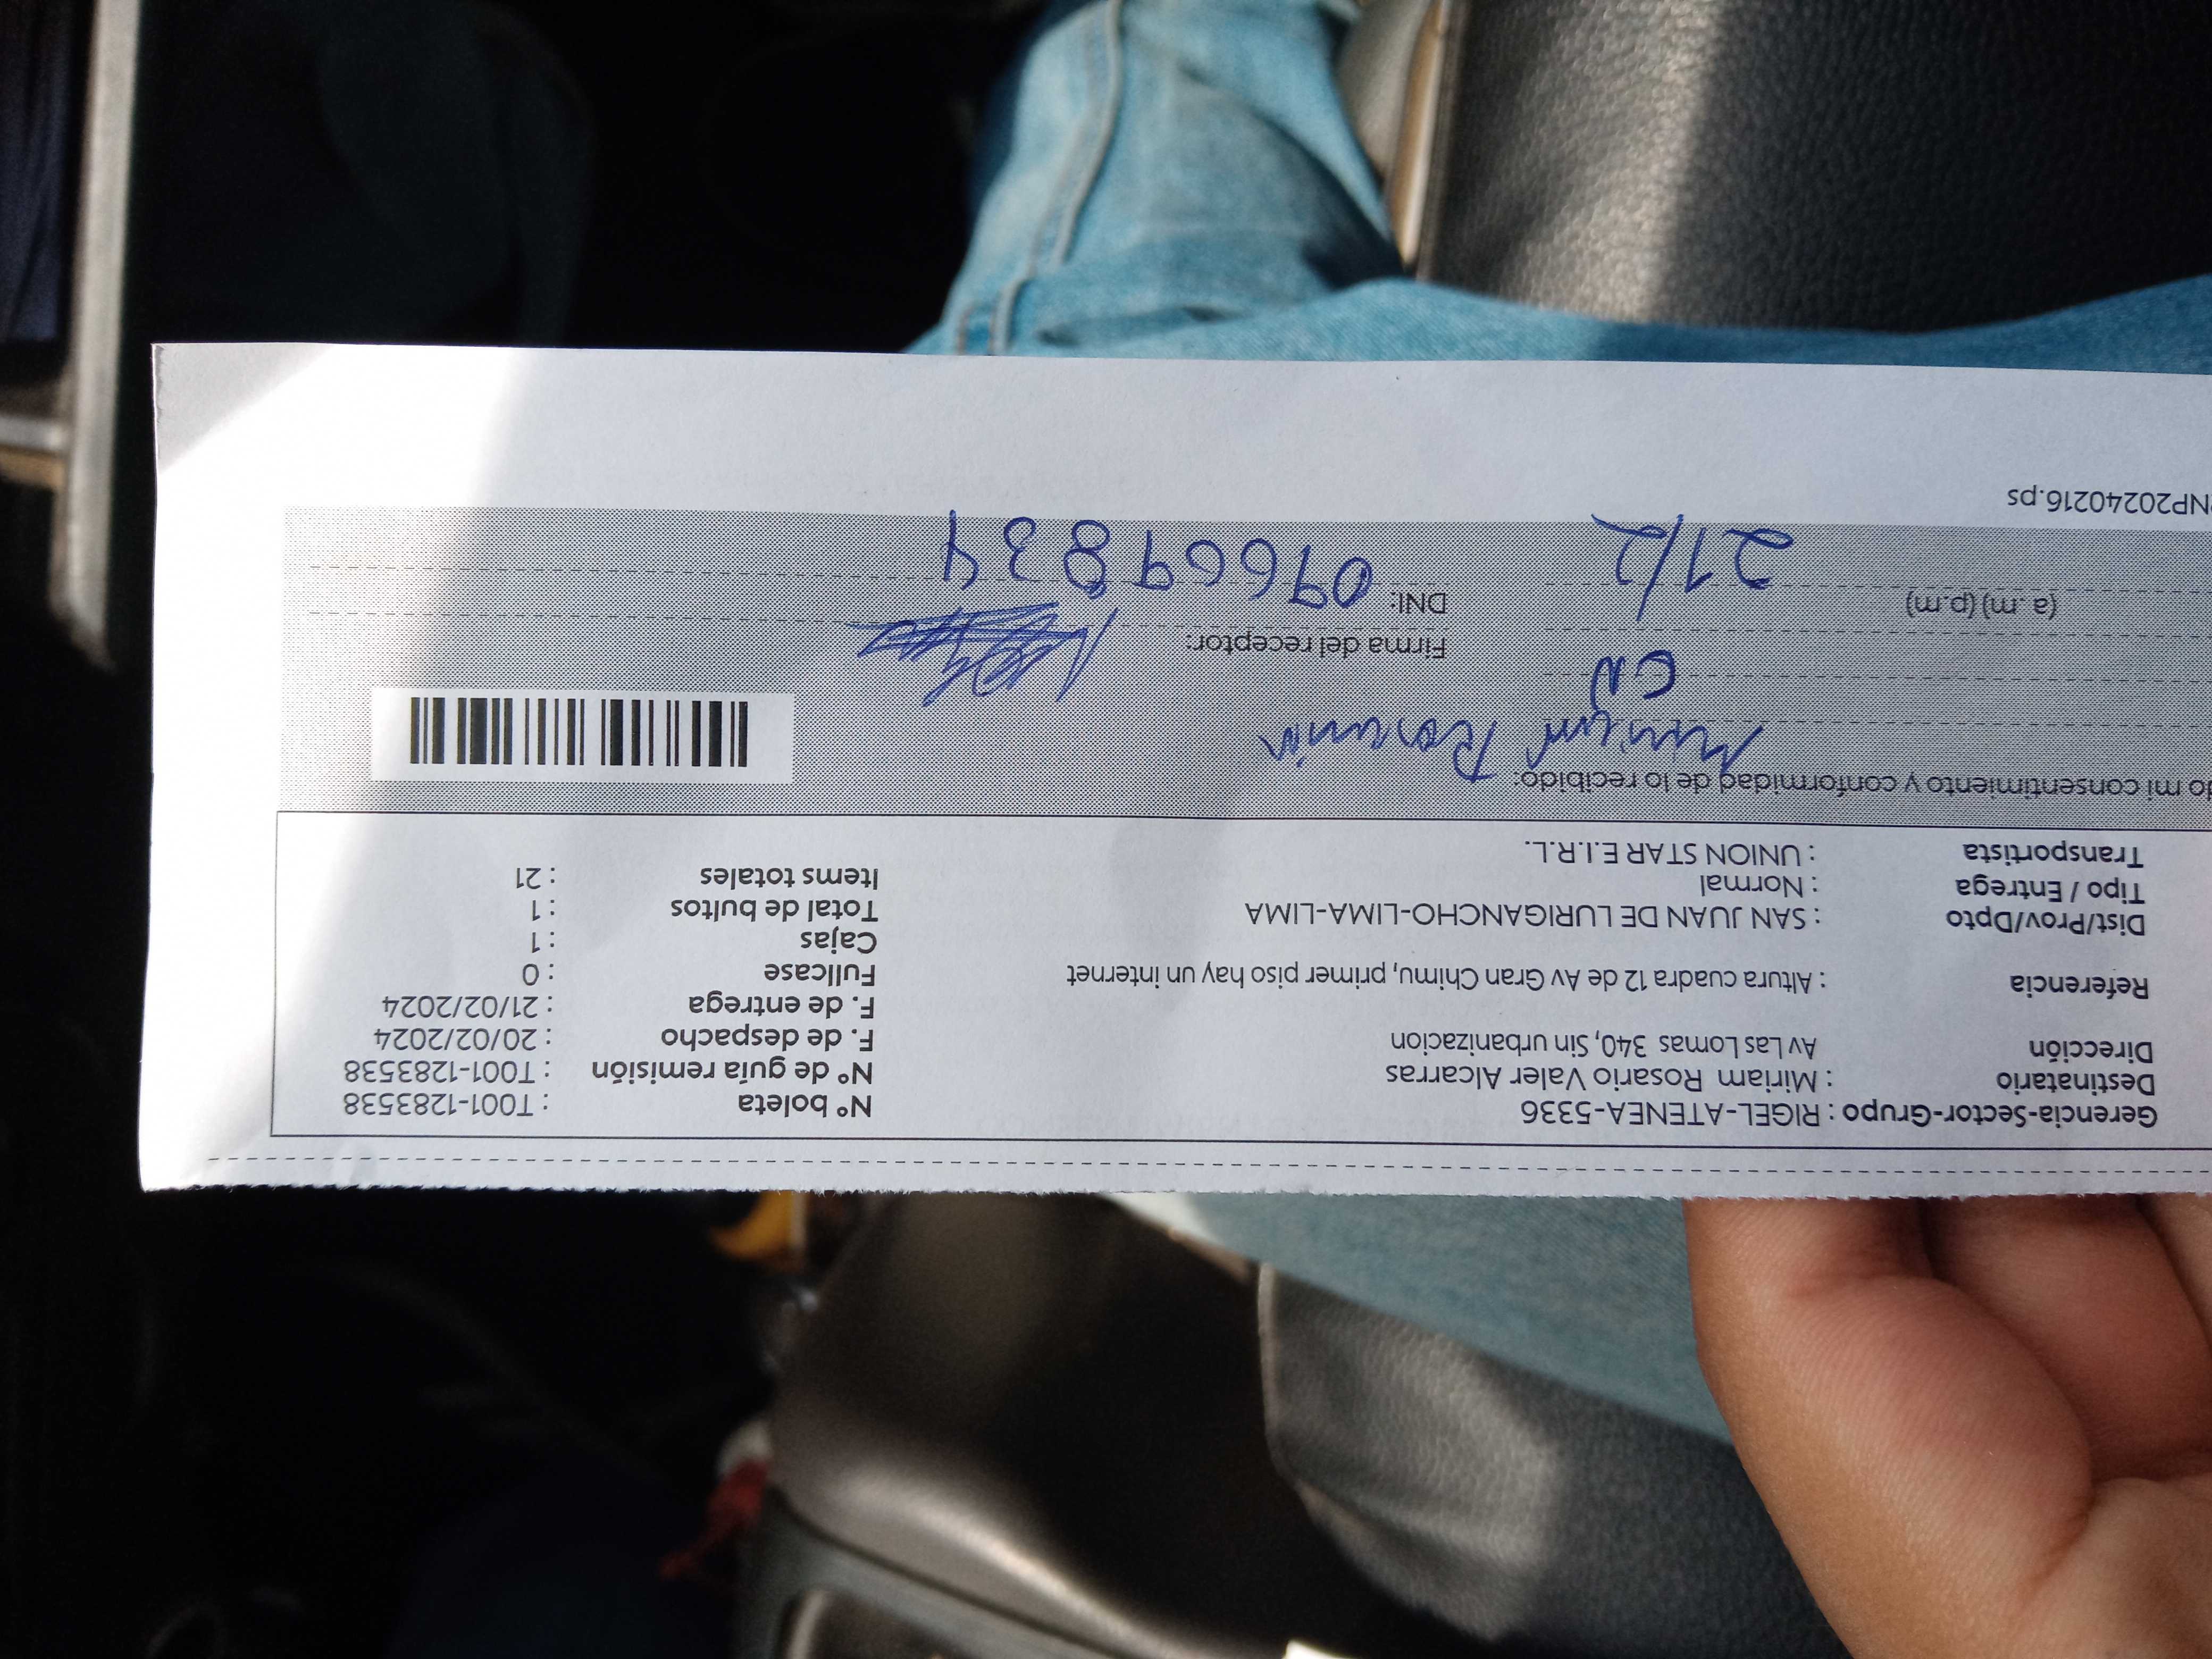 Gerencia-Sector-Grupo : RIGEL-ATENEA-5336
Destinatario : Miriam Rosario Valer Alcarras
Dirección Av Las Lomas 340, Sin urbanizacion
Referencia : Altura cuadra 12 de Av Gran Chimu, primer piso hay un internet
Dist/Prov/Dpto : SAN JUAN DE LURIGANCHO-LIMA-LIMA
Tipo / Entrega : Normal
Transportista : UNION STAR E.I.R.L.
N° boleta : T001-1283538
N° de guía remisión : T001-1283538
F. de despacho : 20/02/2024
F. de entrega : 21/02/2024
Fullcase : 0
Cajas : 1
Total de bultos : 1
Items totales : 21
do mi consentimiento y conformidad de lo recibido:
Miriam Rosario
CN
Firma del receptor:
(a .m) (p.m) 21/2
DNI: 09669834
NP20240216.ps